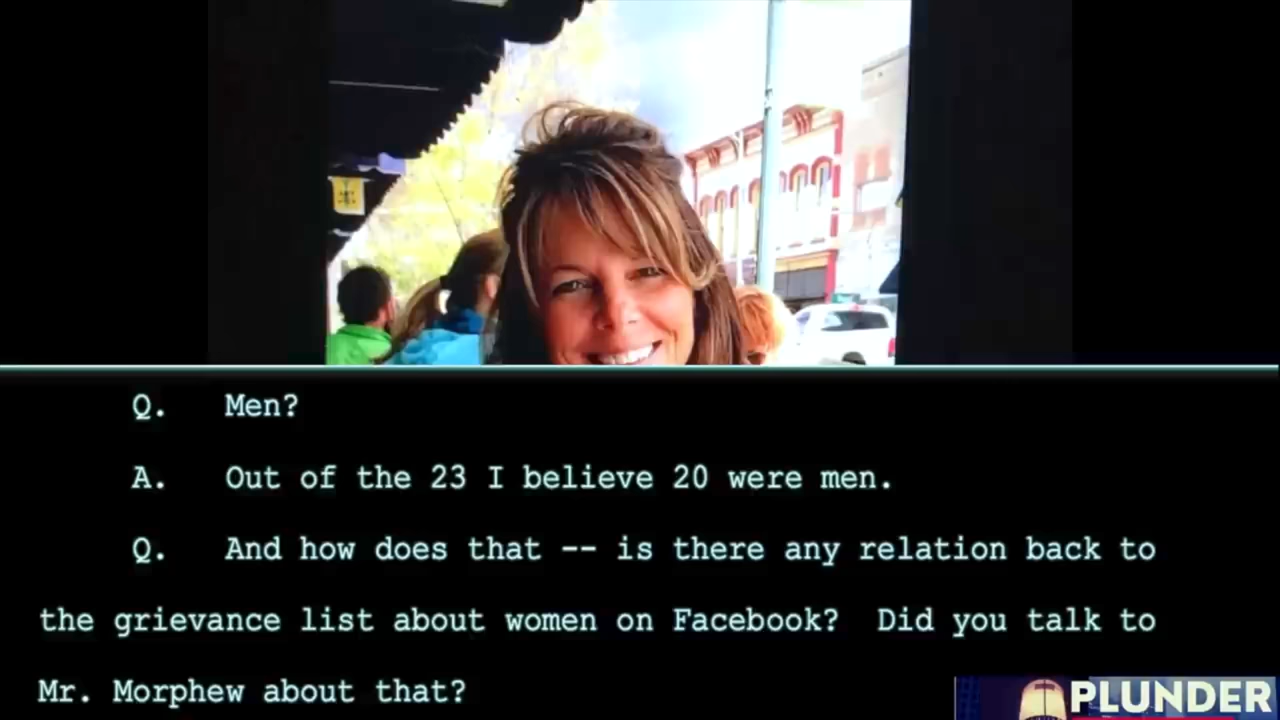 Q. Men?
A. Out of the 23 I believe 20 were men.
Q. And how does that -- is there any relation back to
the grievance list about women on Facebook? Did you talk to
Mr. Morphew about that?
PLUNDER